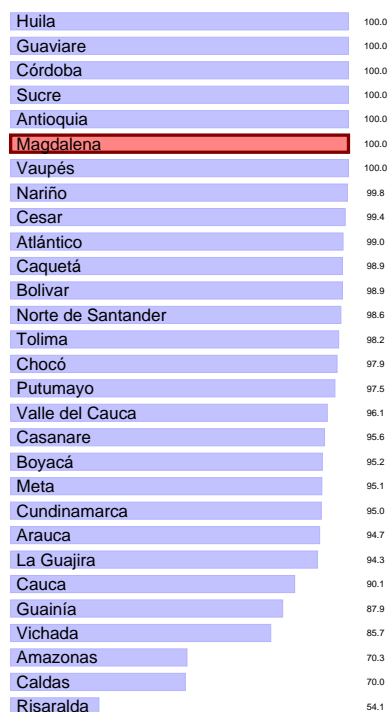 Huila 100.0
Guaviare 100.0
Córdoba 100.0
Sucre 100.0
Antioquia 100.0
Magdalena 100.0
Vaupés 100.0
Nariño 99.8
Cesar 99.4
Atlántico 99.0
Caquetá 98.9
Bolivar 98.9
Norte de Santander 98.6
Tolima 98.2
Chocó 97.9
Putumayo 97.5
Valle del Cauca 96.1
Casanare 95.6
Boyacá 95.2
Meta 95.1
Cundinamarca 95.0
Arauca 94.7
La Guajira 94.3
Cauca 90.1
Guainía 87.9
Vichada 85.7
Amazonas 70.3
Caldas 70.0
Risaralda 54.1